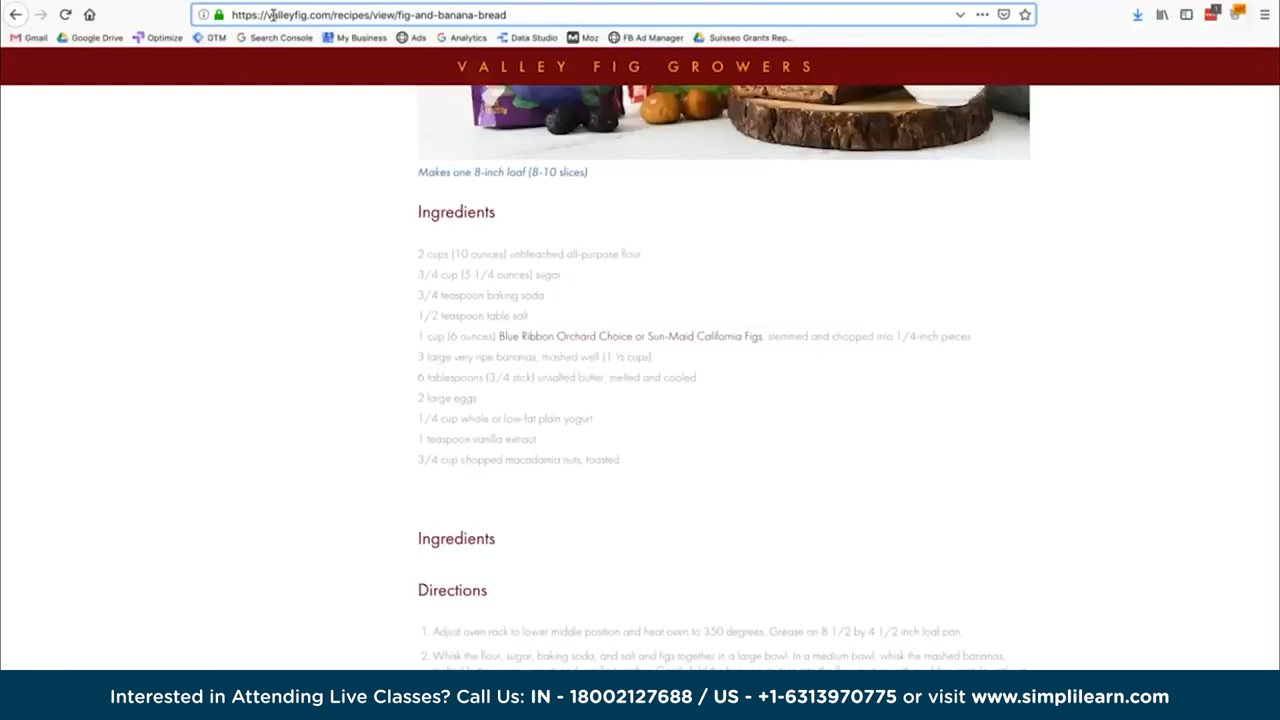 https://valleyfig.com/recipes/view/fig-and-banana-bread
Gmail Google Drive Optimize GTM Search Console My Business Ads Analytics Data Studio Moz FB Ad Manager Suisseo Grants Rep...
VALLEY FIG GROWERS
Makes one 8-inch loaf (8-10 slices)
Ingredients
2 cups (10 ounces) unbleached all-purpose flour
3/4 cup (5 1/4 ounces) sugar
3/4 teaspoon baking soda
1/2 teaspoon table salt
1 cup (6 ounces) Blue Ribbon Orchard Choice or Sun-Maid California Figs, stemmed and chopped into 1/4-inch pieces
3 large very ripe bananas, mashed well (1 ½ cups)
6 tablespoons (3/4 stick) unsalted butter, melted and cooled
2 large eggs
1/4 cup whole or low-fat plain yogurt
1 teaspoon vanilla extract
3/4 cup chopped macadamia nuts, toasted
Ingredients
Directions
1. Adjust oven rack to lower middle position and heat oven to 350 degrees. Grease an 8 1/2 by 4 1/2 inch loaf pan.
2. Whisk the flour, sugar, baking soda, and salt and figs together in a large bowl. In a medium bowl, whisk the mashed bananas,
Interested in Attending Live Classes? Call Us: IN - 18002127688 / US - +1-6313970775 or visit www.simplilearn.com